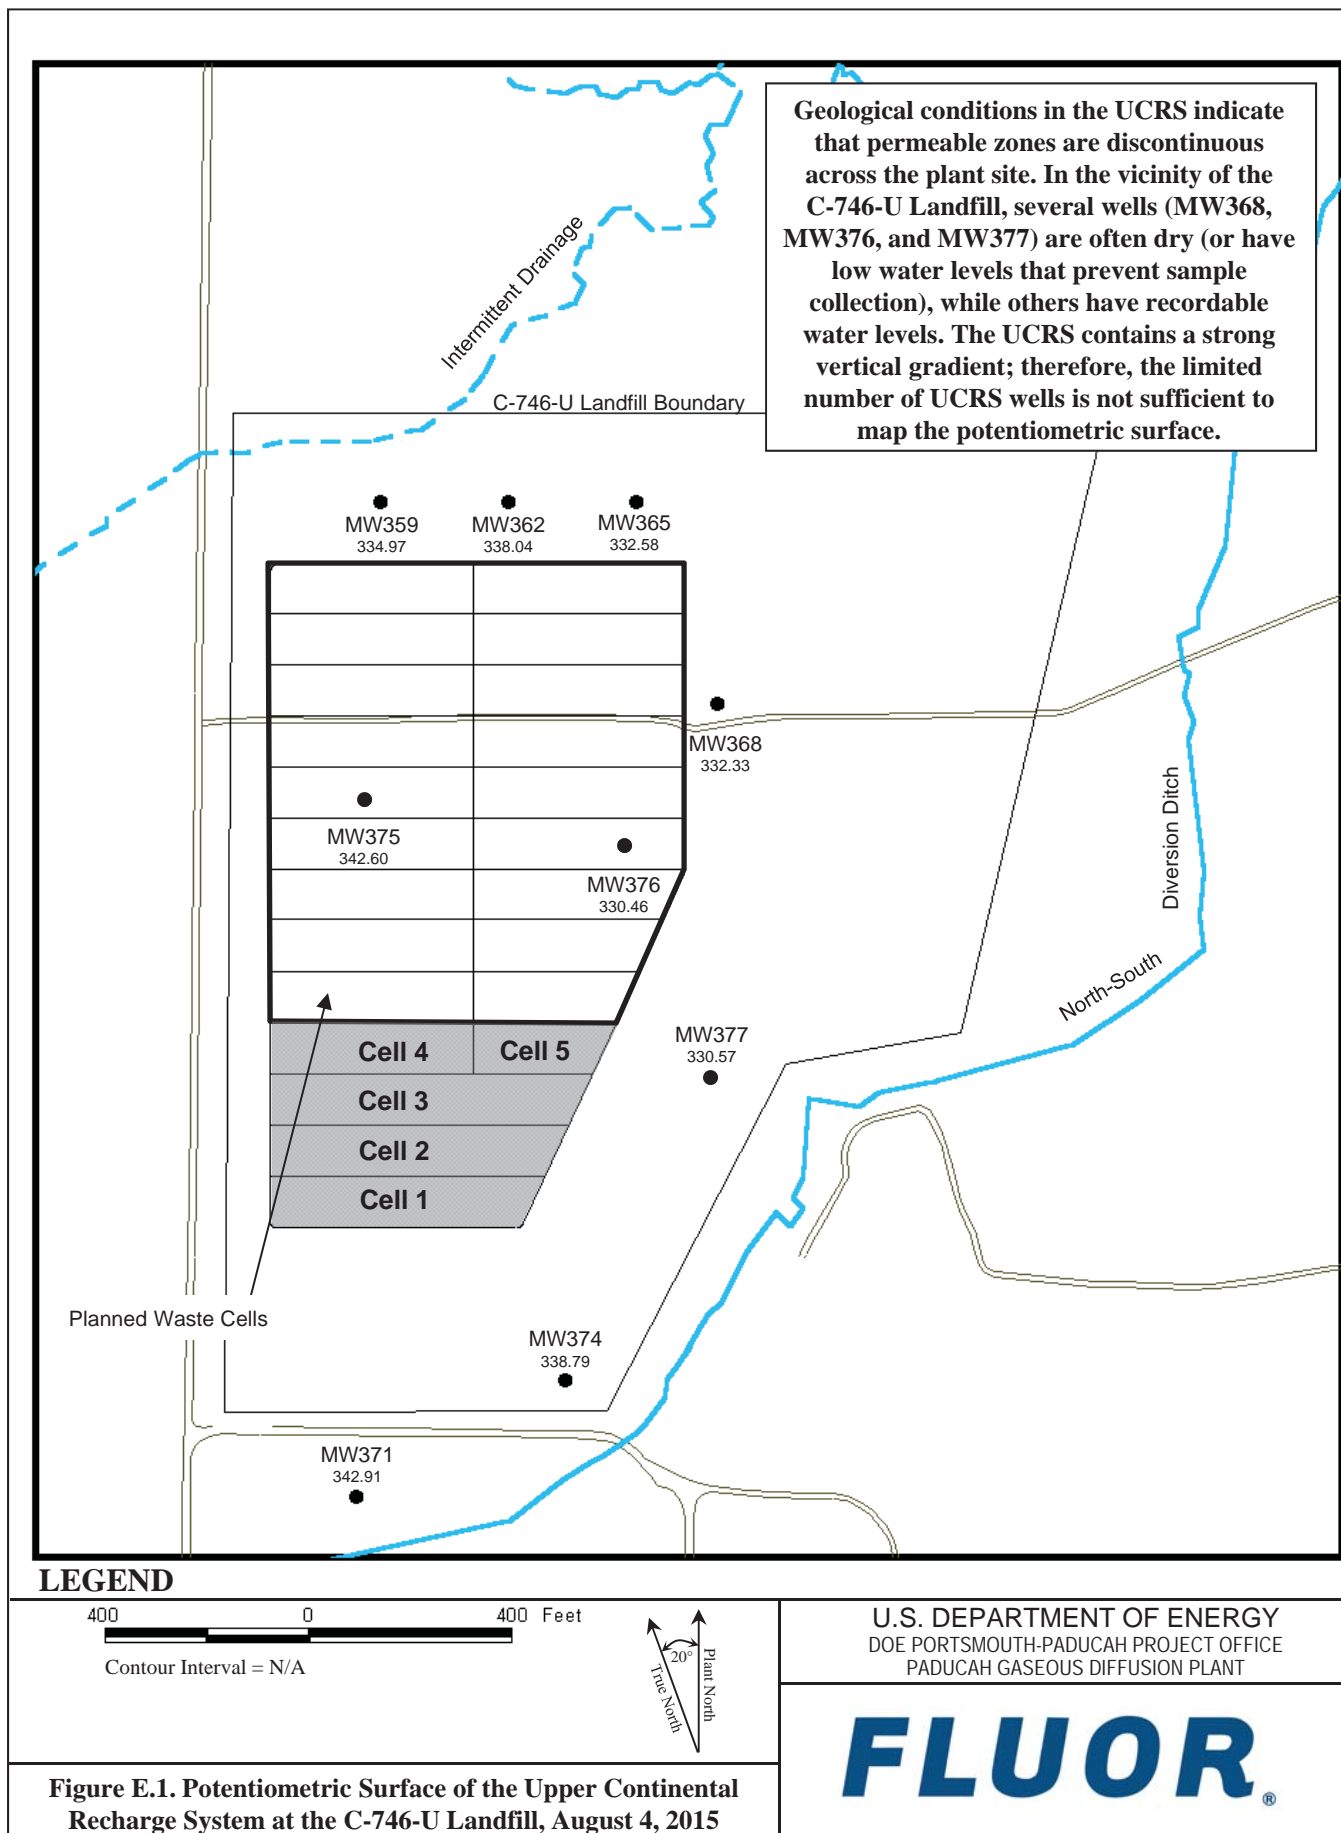 Geological conditions in the UCRS indicate
that permeable zones are discontinuous
across the plant site. In the vicinity of the
C-746-U Landfill, several wells (MW368,
MW376, and MW377) are often dry (or have
low water levels that prevent sample
collection), while others have recordable
water levels. The UCRS contains a strong
vertical gradient; therefore, the limited
number of UCRS wells is not sufficient to
map the potentiometric surface.
Intermittent Drainage
C-746-U Landfill Boundary
MW359
334.97
MW362
338.04
MW365
332.58
MW368
332.33
MW375
342.60
MW376
330.46
Diversion Ditch
North-South
MW377
330.57
Cell 4
Cell 5
Cell 3
Cell 2
Cell 1
Planned Waste Cells
MW374
338.79
MW371
342.91
LEGEND
400 0 400 Feet
Contour Interval = N/A
20°
True North
Plant North
U.S. DEPARTMENT OF ENERGY
DOE PORTSMOUTH-PADUCAH PROJECT OFFICE
PADUCAH GASEOUS DIFFUSION PLANT
FLUOR®
Figure E.1. Potentiometric Surface of the Upper Continental
Recharge System at the C-746-U Landfill, August 4, 2015